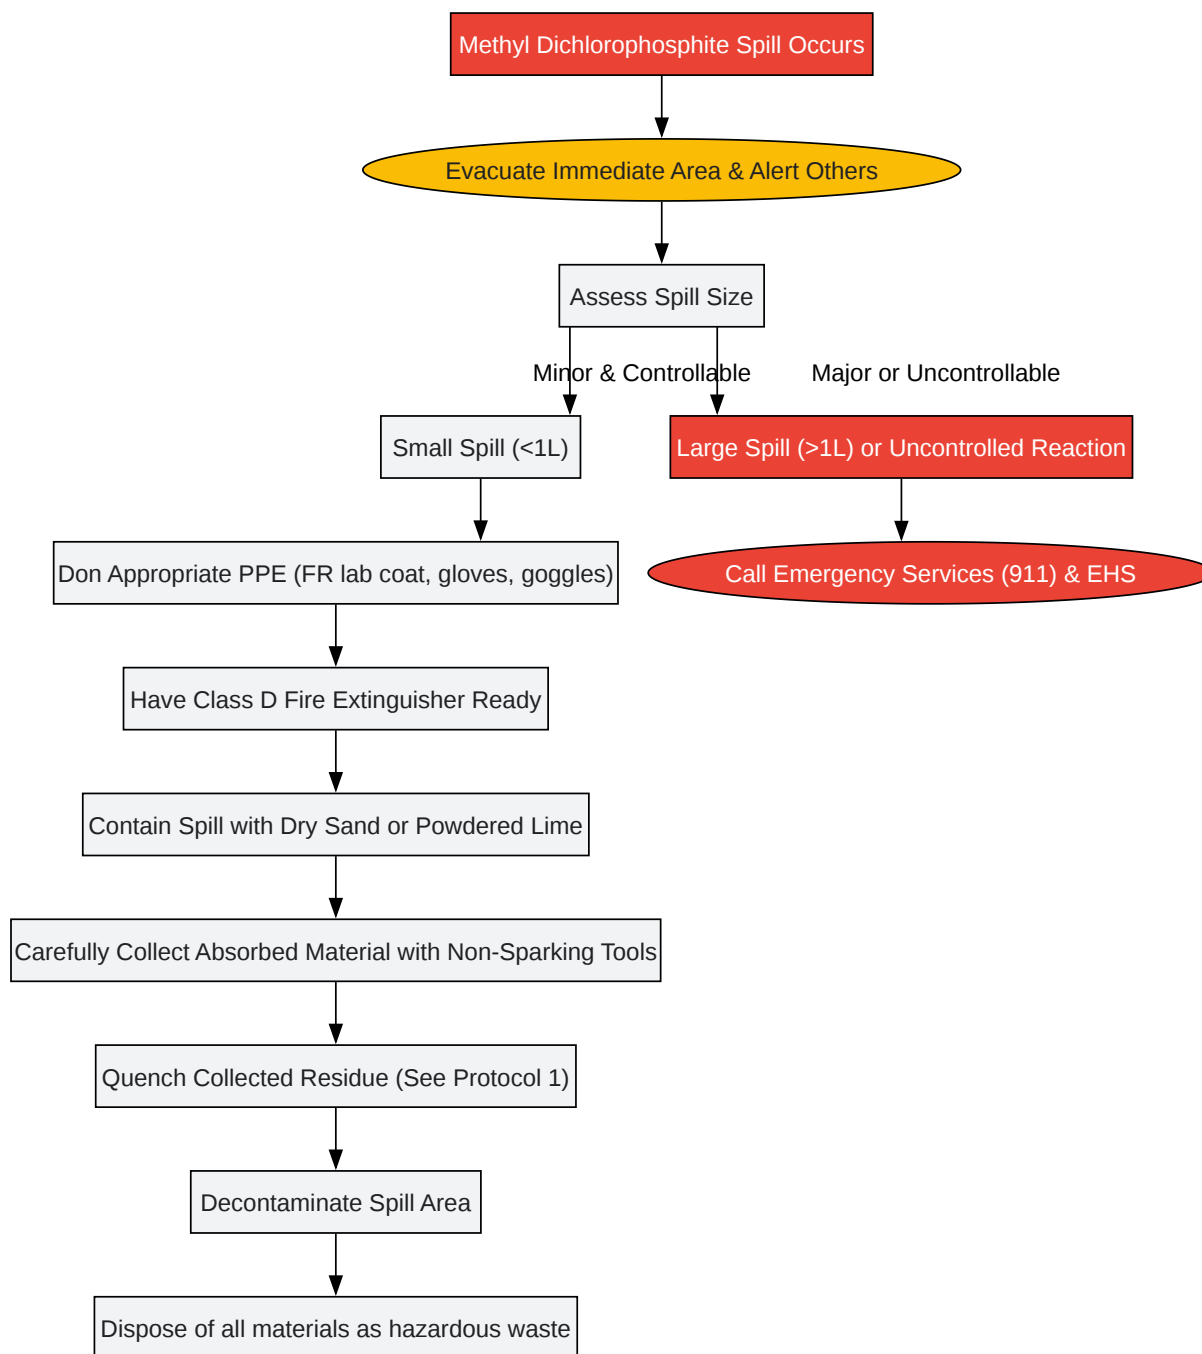 Methyl Dichlorophosphite Spill Occurs
Evacuate Immediate Area & Alert Others
Assess Spill Size
Minor & Controllable
Major or Uncontrollable
Small Spill (<1L)
Large Spill (>1L) or Uncontrolled Reaction
Don Appropriate PPE (FR lab coat, gloves, goggles)
Call Emergency Services (911) & EHS
Have Class D Fire Extinguisher Ready
Contain Spill with Dry Sand or Powdered Lime
Carefully Collect Absorbed Material with Non-Sparking Tools
Quench Collected Residue (See Protocol 1)
Decontaminate Spill Area
Dispose of all materials as hazardous waste